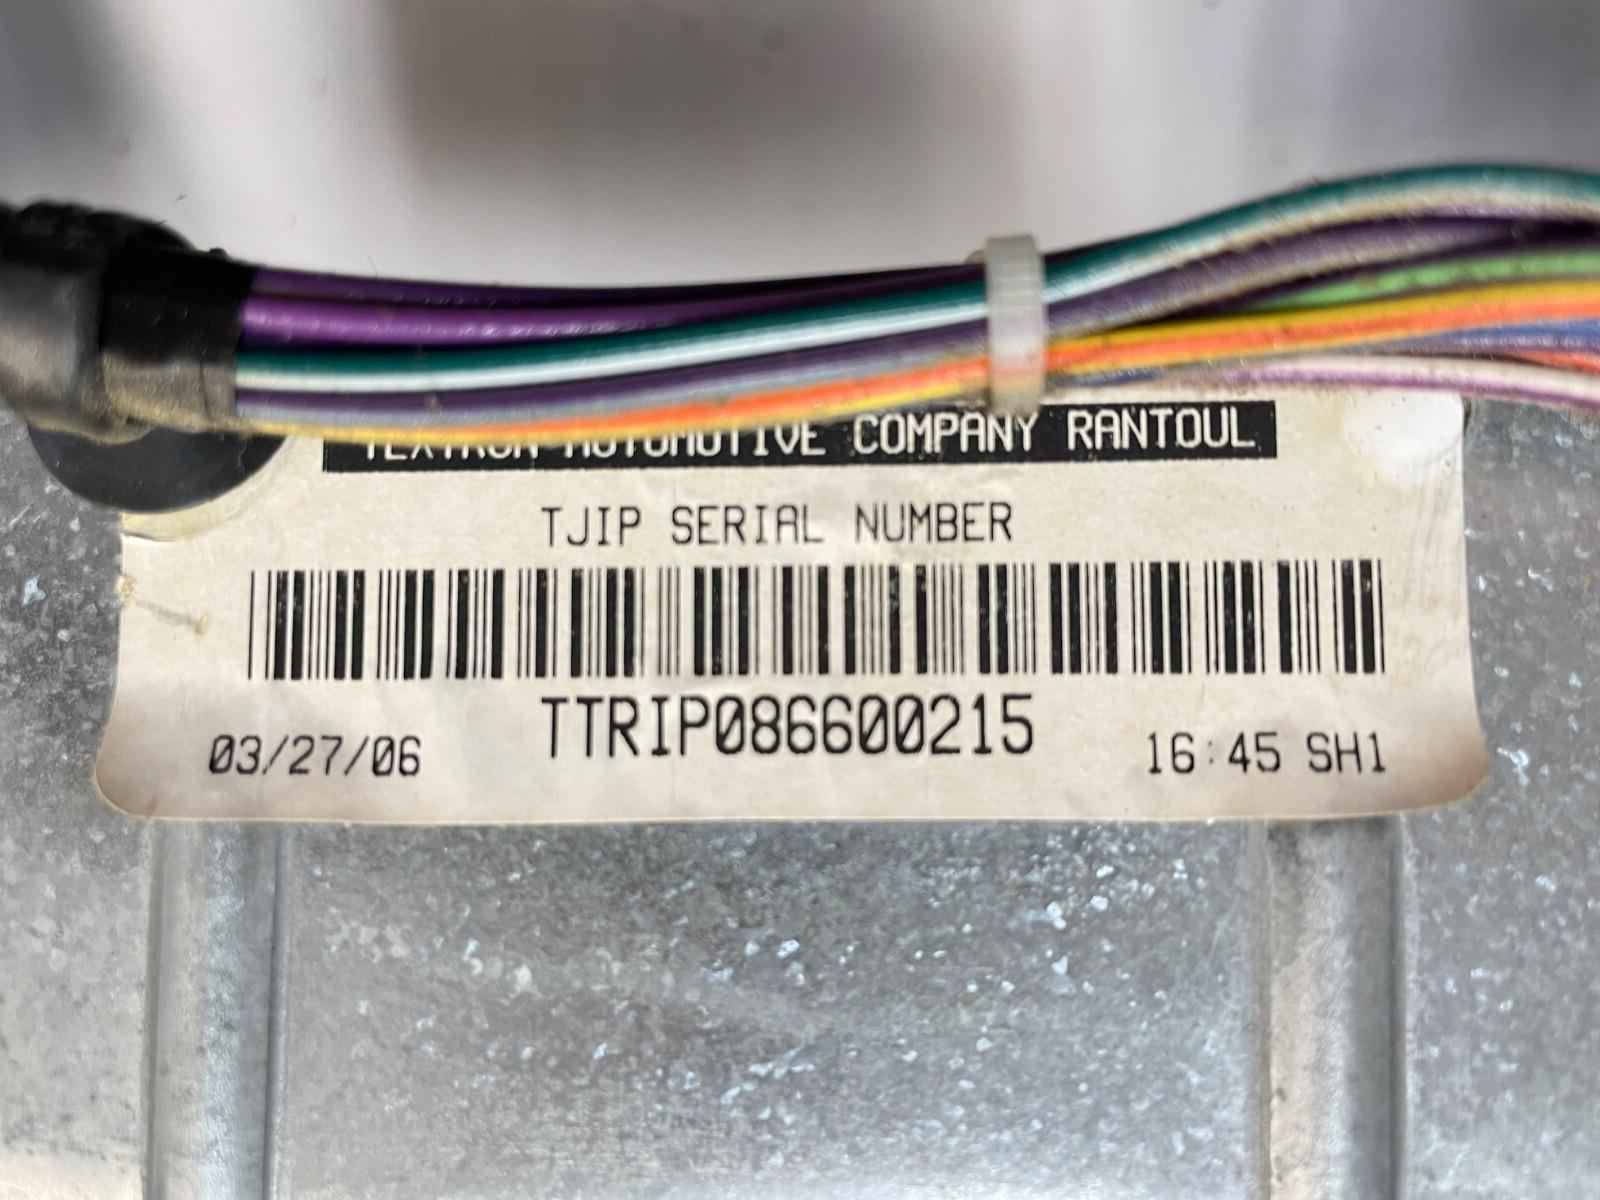 TEXTRON AUTOMOTIVE COMPANY RANTOUL
TJIP SERIAL NUMBER
TTRIP086600215
03/27/06 16:45 SH1